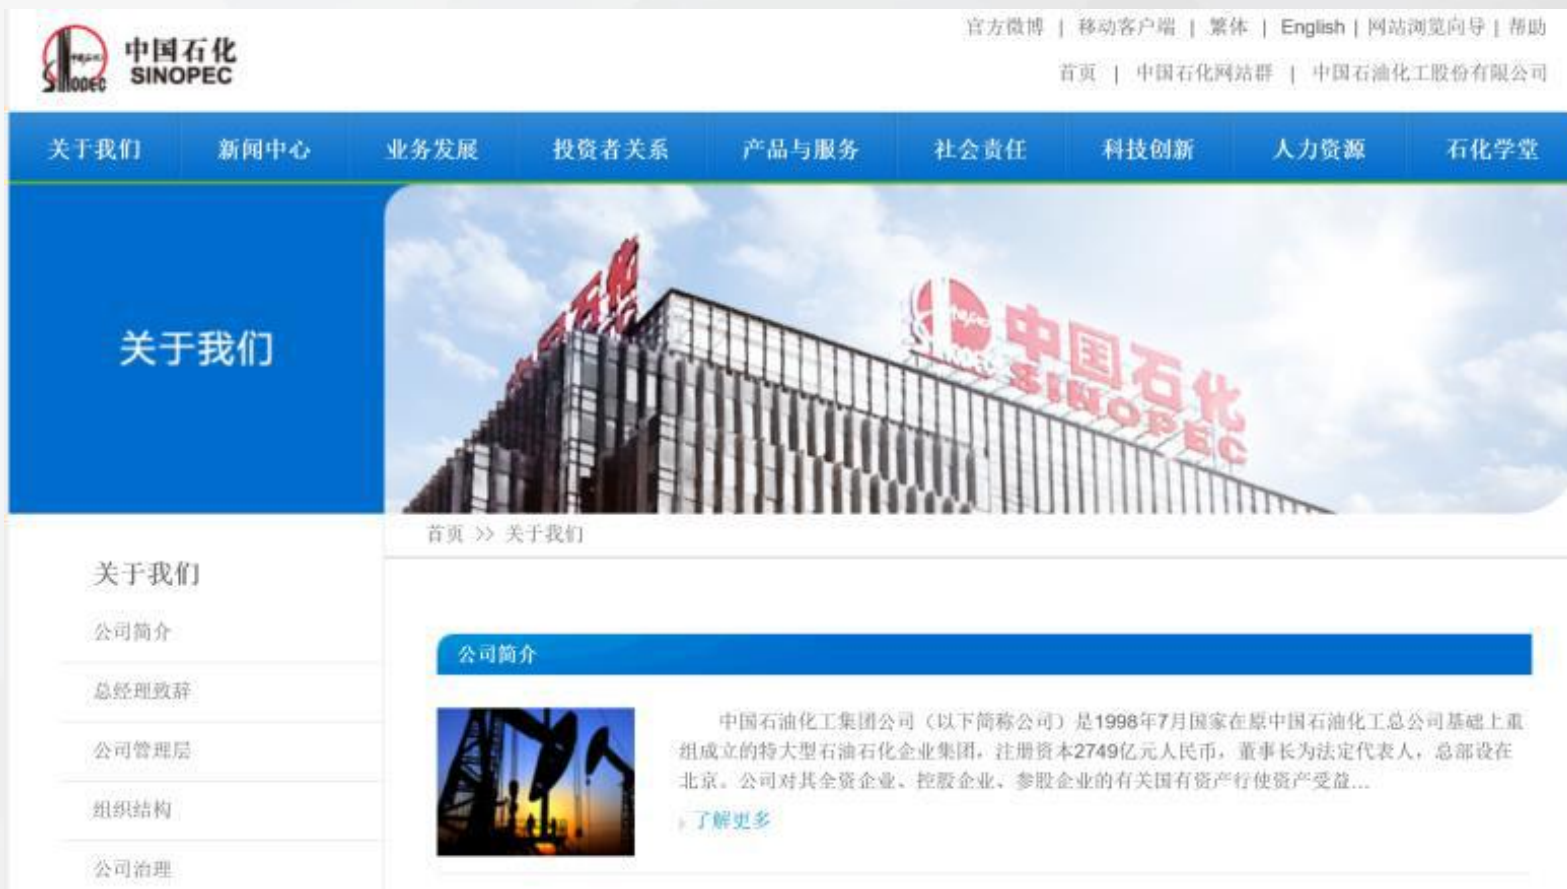 官方微博 | 移动客户端 | 繁体 | English | 网站浏览向导 | 帮助
中国石化
SINOPEC
首页 | 中国石化网站群 | 中国石油化工股份有限公司
关于我们 新闻中心 业务发展 投资者关系 产品与服务 社会责任 科技创新 人力资源 石化学堂
关于我们
中国石化
SINOPEC
首页 >> 关于我们
关于我们
公司简介
总经理致辞
公司管理层
组织结构
公司治理
公司简介
中国石油化工集团公司（以下简称公司）是1998年7月国家在原中国石油化工总公司基础上重
组成立的特大型石油石化企业集团，注册资本2749亿元人民币，董事长为法定代表人，总部设在
北京。公司对其全资企业、控股企业、参股企业的有关国有资产行使资产受益...
了解更多